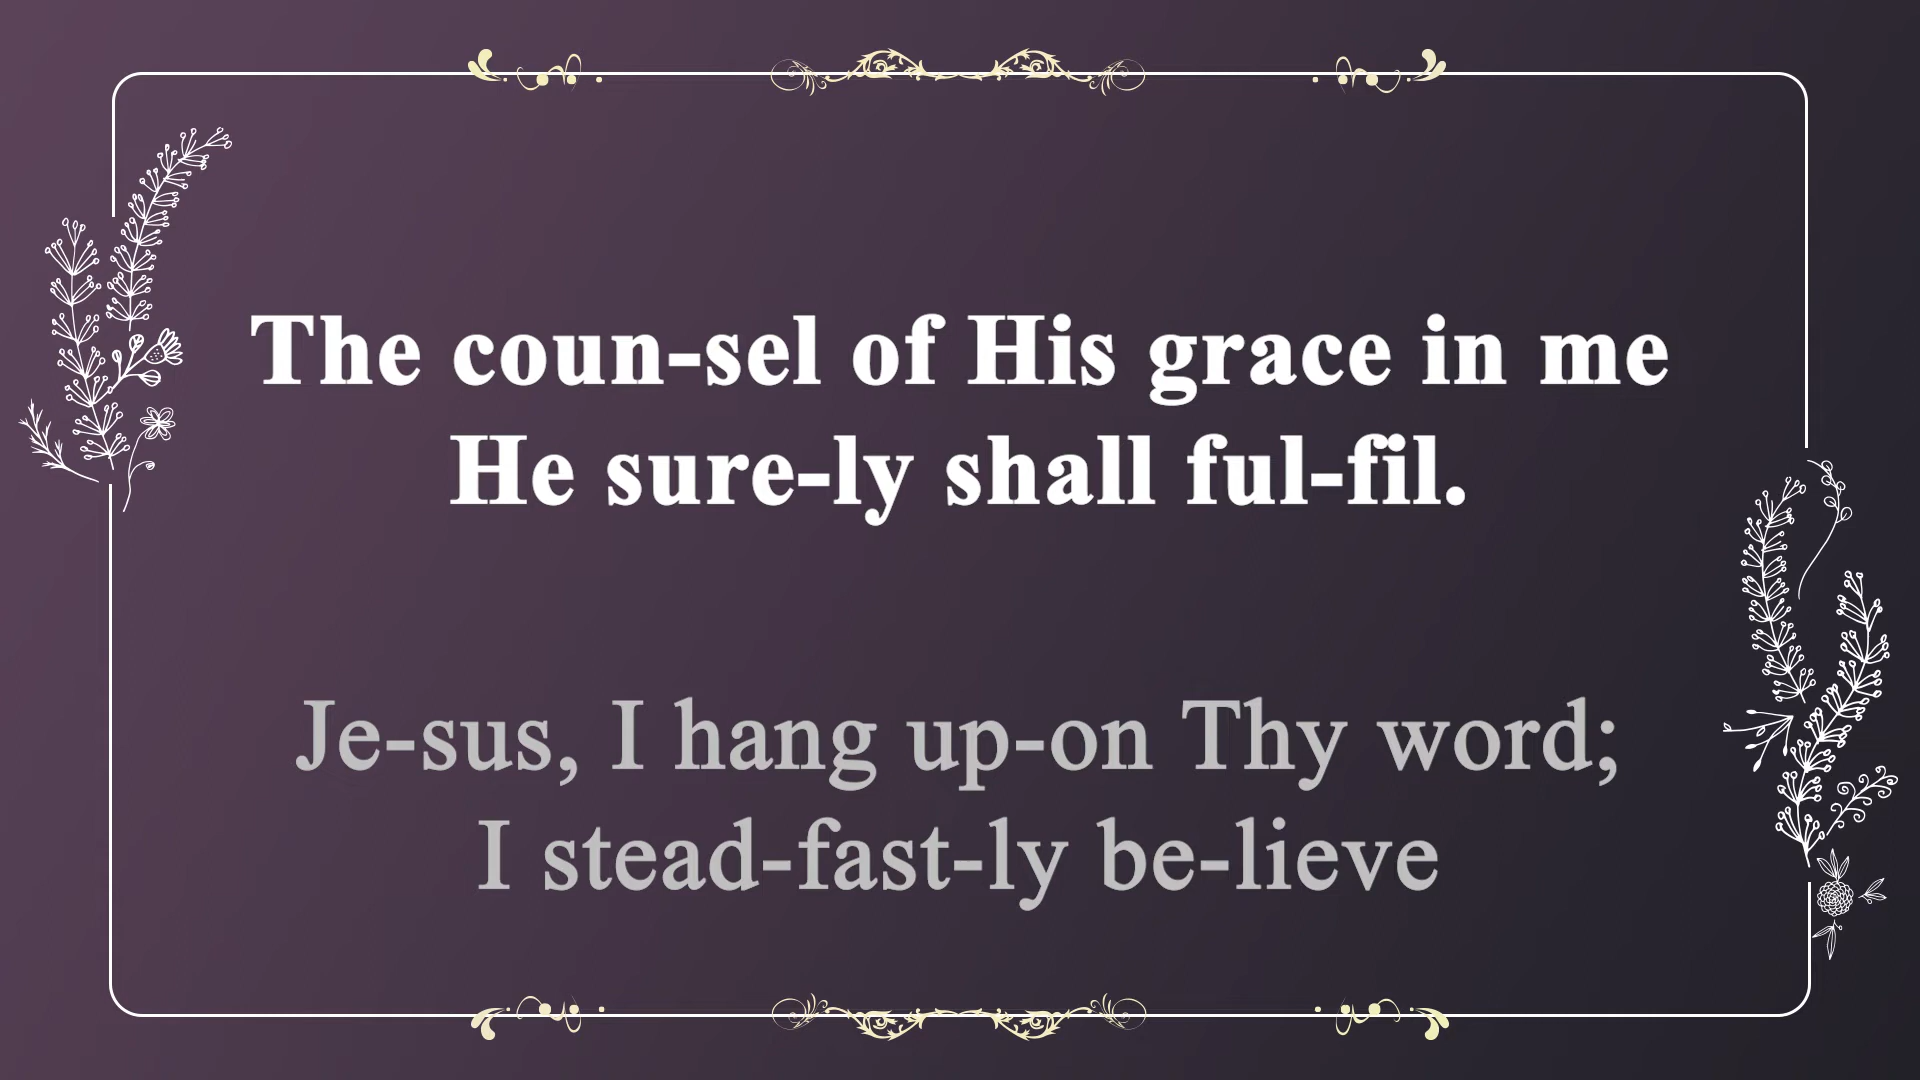 The coun-sel of His grace in me
He sure-ly shall ful-fil.
Je-sus, I hang up-on Thy word;
I stead-fast-ly be-lieve